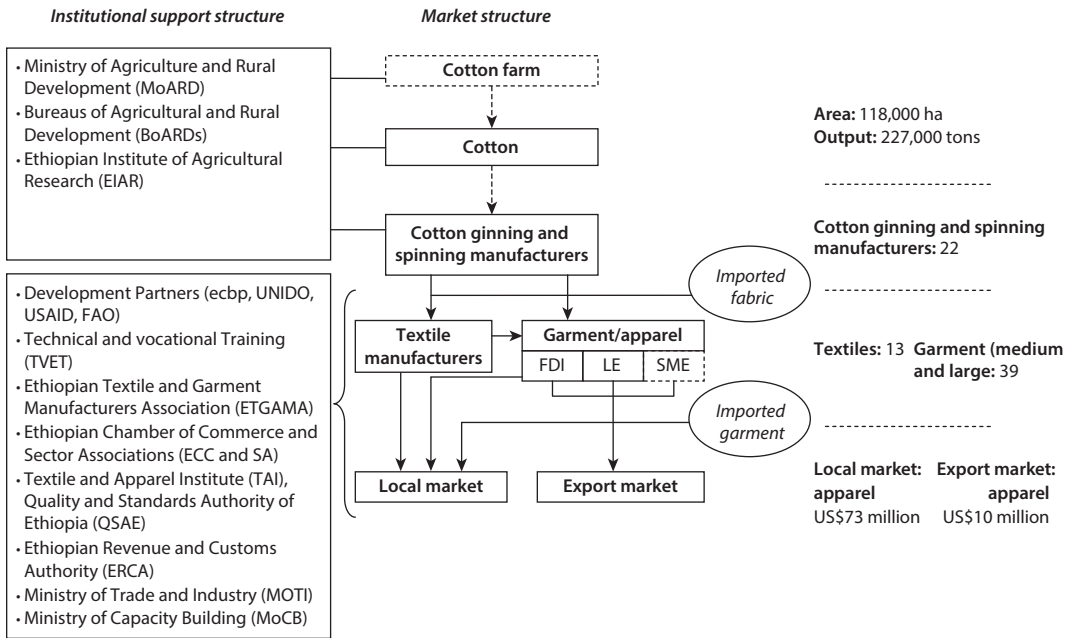 Institutional support structure
Market structure
• Ministry of Agriculture and Rural
Development (MoARD)
• Bureaus of Agricultural and Rural
Development (BoARDs)
• Ethiopian Institute of Agricultural
Research (EIAR)
• Development Partners (ecbp, UNIDO,
USAID, FAO)
• Technical and vocational Training
(TVET)
• Ethiopian Textile and Garment
Manufacturers Association (ETGAMA)
• Ethiopian Chamber of Commerce and
Sector Associations (ECC and SA)
• Textile and Apparel Institute (TAI),
Quality and Standards Authority of
Ethiopia (QSAE)
• Ethiopian Revenue and Customs
Authority (ERCA)
• Ministry of Trade and Industry (MOTI)
• Ministry of Capacity Building (MoCB)
Cotton farm
Cotton
Cotton ginning and
spinning manufacturers
Imported
fabric
Textile
manufacturers
Garment/apparel
FDI
LE
SME
Imported
garment
Local market
Export market
Area: 118,000 ha
Output: 227,000 tons
Cotton ginning and spinning
manufacturers: 22
Textiles: 13
Garment (medium
and large: 39
Local market:
apparel
US$73 million
Export market:
apparel
US$10 million